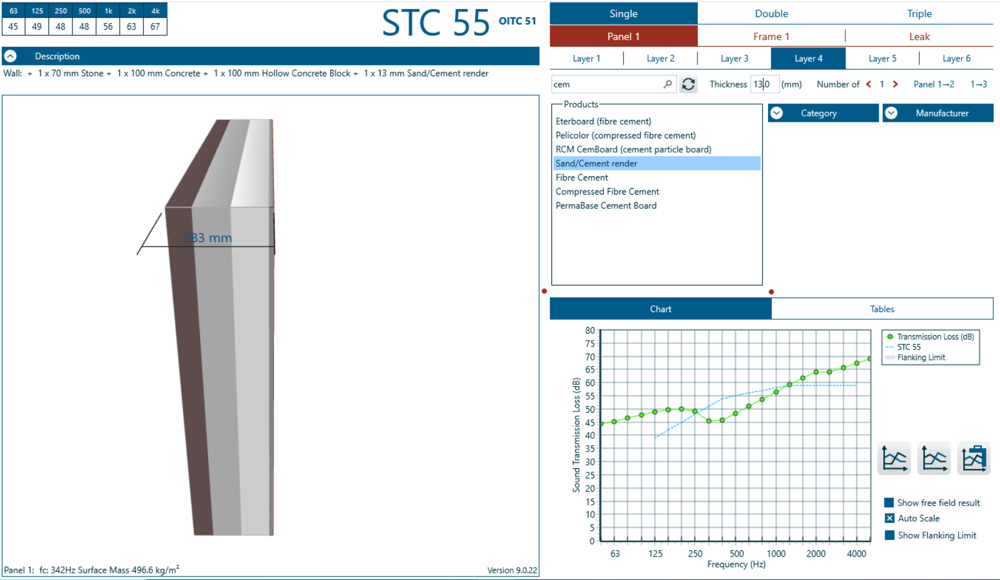 63 125 250 500 1k 2k 4k
45 49 48 48 56 63 67
STC 55 OITC 51
Description
Wall: + 1 x 70 mm Stone + 1 x 100 mm Concrete + 1 x 100 mm Hollow Concrete Block + 1 x 13 mm Sand/Cement render
283 mm
Panel 1: fc: 342Hz Surface Mass 496.6 kg/m²
Version 9.0.22
Single Double Triple
Panel 1 Frame 1 Leak
Layer 1 Layer 2 Layer 3 Layer 4 Layer 5 Layer 6
cem Thickness 13.0 (mm) Number of < 1 > Panel 1→2 1→3
Products
Category Manufacturer
Eterboard (fibre cement)
Pelicolor (compressed fibre cement)
RCM CemBoard (cement particle board)
Sand/Cement render
Fibre Cement
Compressed Fibre Cement
PermaBase Cement Board
Chart Tables
Sound Transmission Loss (dB)
80
75
70
65
60
55
50
45
40
35
30
25
20
15
10
5
0
63 125 250 500 1000 2000 4000
Frequency (Hz)
Transmission Loss (dB)
STC 55
Flanking Limit
Show free field result
Auto Scale
Show Flanking Limit